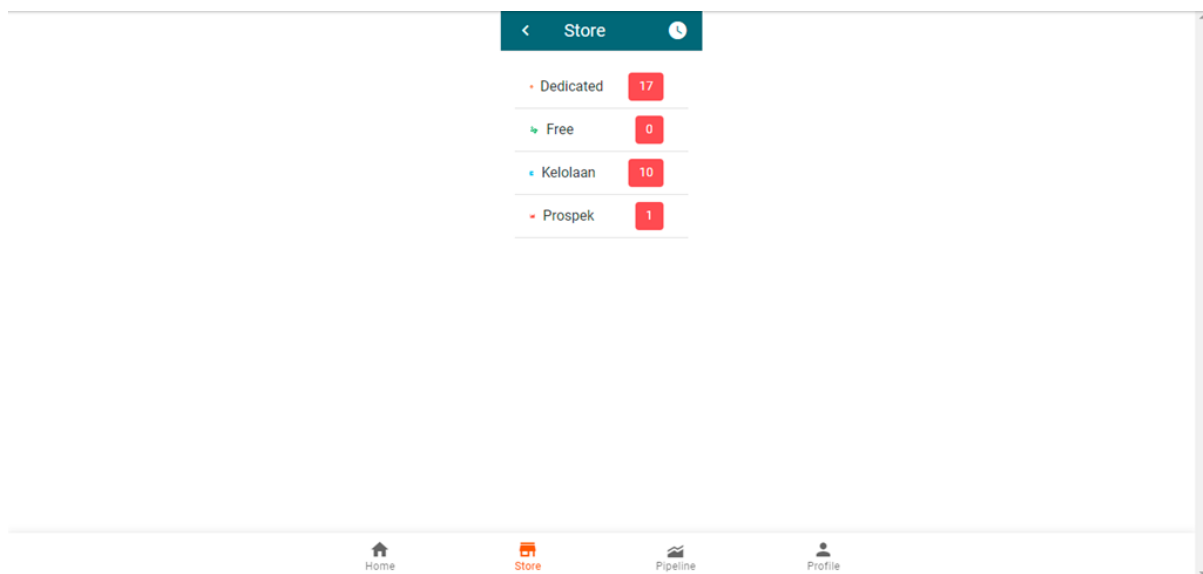 Store
Dedicated 17
Free 0
Kelolaan 10
Prospek 1
Home Store Pipeline Profile